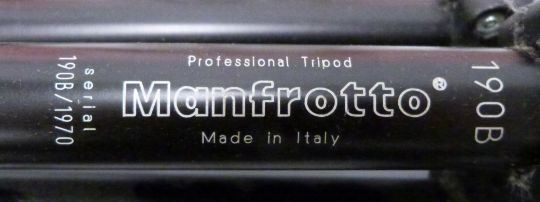 serial
190B/1970
Professional Tripod
Manfrotto®
Made in Italy
190B